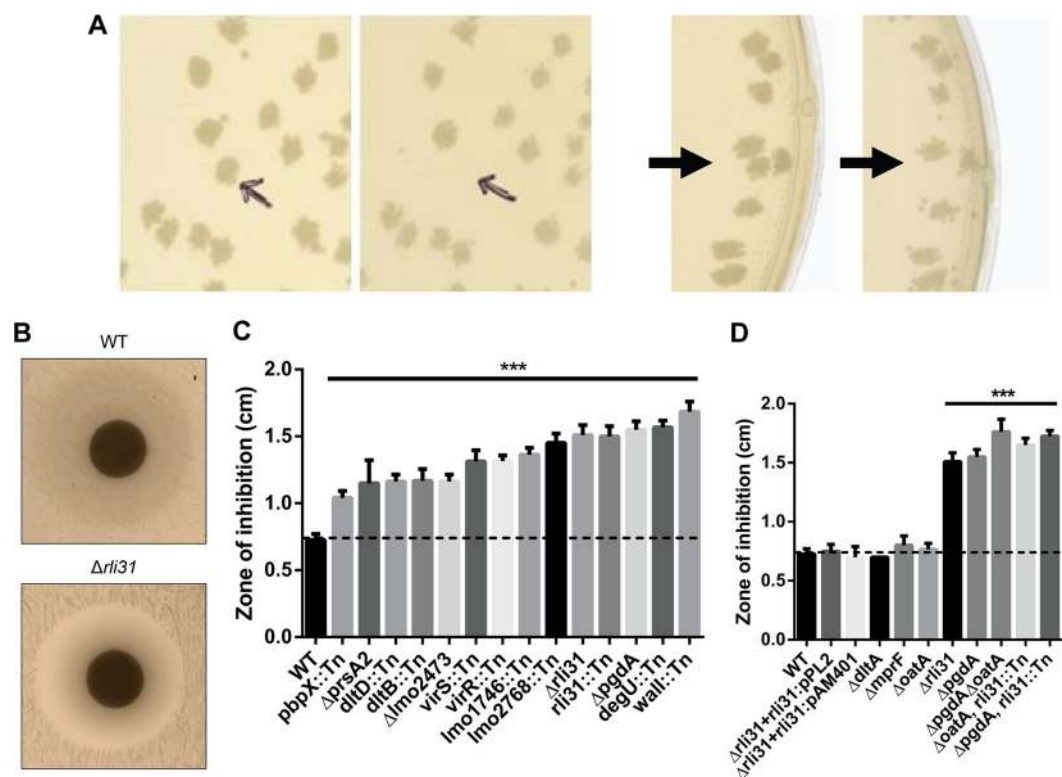 A
B
WT
Δrli31
C
Zone of inhibition (cm)
2.0
1.5
1.0
0.5
0.0
***
WT
pbpX::Tn
ΔprsA2
dltD::Tn
dltB::Tn
Δlmo2473
virS::Tn
virR::Tn
lmo1746::Tn
lmo2768::Tn
Δrli31
rli31::Tn
ΔpgdA
degU::Tn
walI::Tn
D
Zone of inhibition (cm)
2.0
1.5
1.0
0.5
0.0
***
WT
Δrli31+rli31:pPL2
Δrli31+rli31:pAM401
ΔdltA
ΔmprF
ΔoatA
Δrli31
ΔpgdA
ΔpgdAΔoatA
ΔoatA, rli31::Tn
ΔpgdA, rli31::Tn